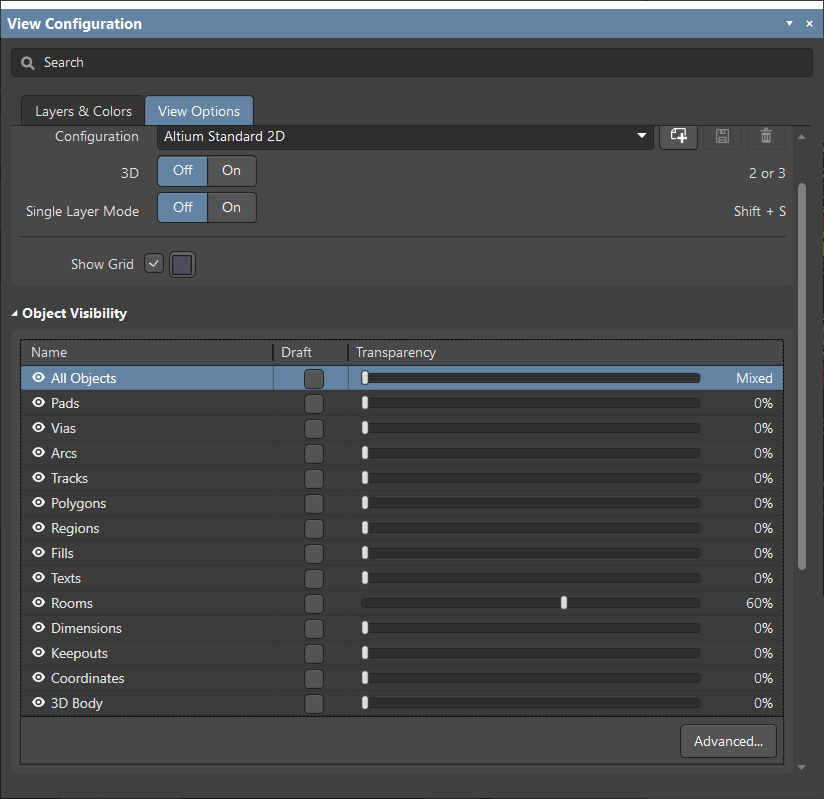 View Configuration
Search
Layers & Colors View Options
Configuration Altium Standard 2D
3D Off On 2 or 3
Single Layer Mode Off On Shift + S
Show Grid
Object Visibility
Name Draft Transparency
All Objects Mixed
Pads 0%
Vias 0%
Arcs 0%
Tracks 0%
Polygons 0%
Regions 0%
Fills 0%
Texts 0%
Rooms 60%
Dimensions 0%
Keepouts 0%
Coordinates 0%
3D Body 0%
Advanced...